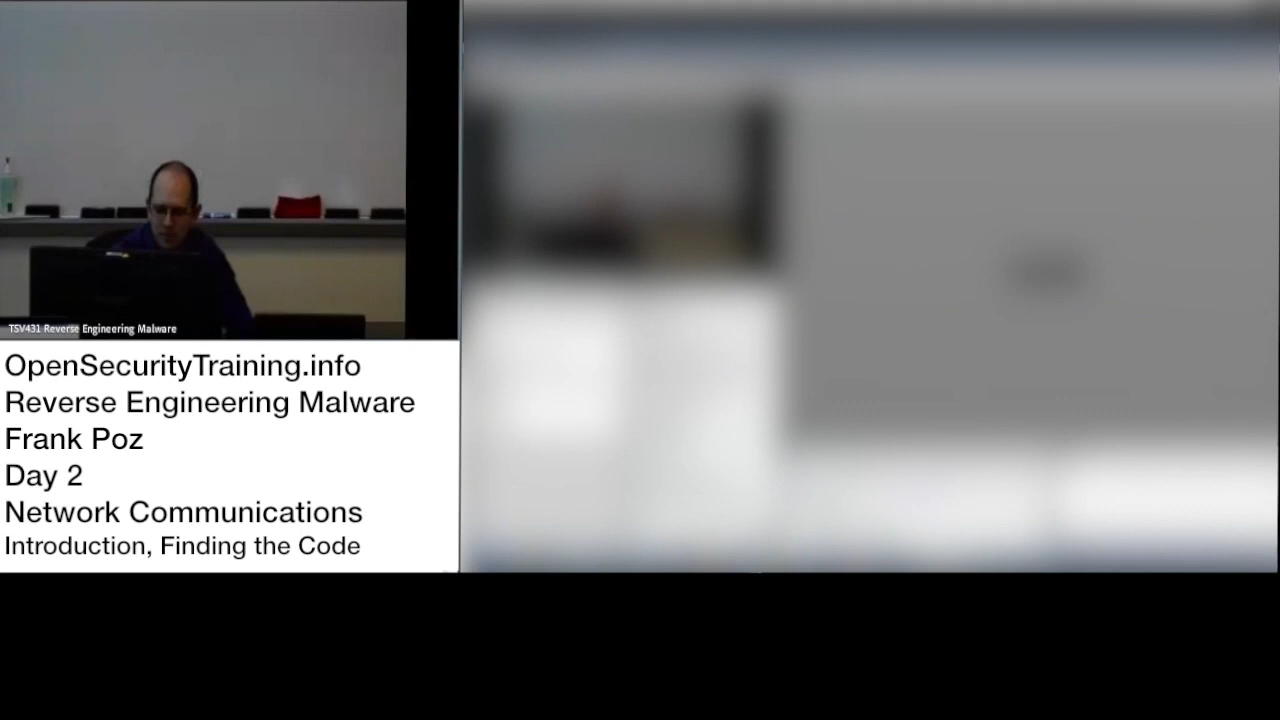 TSV431 Reverse Engineering Malware
OpenSecurityTraining.info
Reverse Engineering Malware
Frank Poz
Day 2
Network Communications
Introduction, Finding the Code